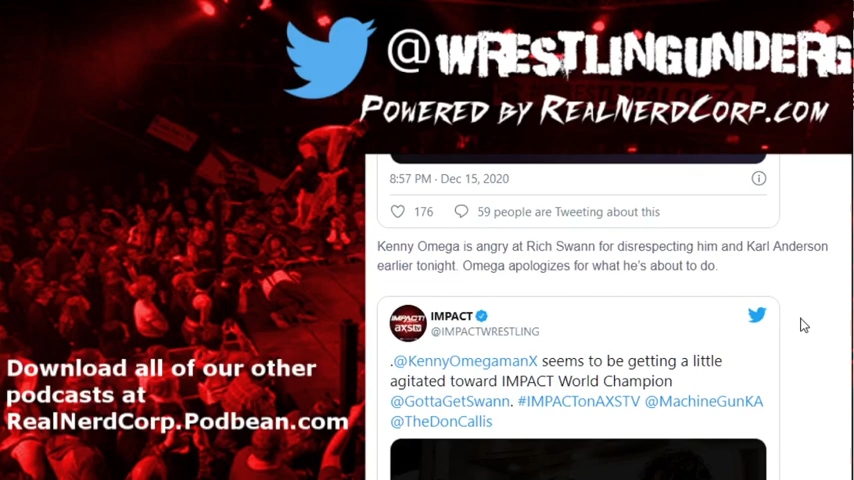 @WRESTLINGUNDERG
POWERED BY REALNERDCORP.COM
8:57 PM · Dec 15, 2020
176 59 people are Tweeting about this
Kenny Omega is angry at Rich Swann for disrespecting him and Karl Anderson
earlier tonight. Omega apologizes for what he's about to do.
IMPACT
@IMPACTWRESTLING
.@KennyOmegamanX seems to be getting a little
agitated toward IMPACT World Champion
@GottaGetSwann. #IMPACTonAXSTV @MachineGunKA
@TheDonCallis
Download all of our other
podcasts at
RealNerdCorp.Podbean.com
IMPACT!
axstv